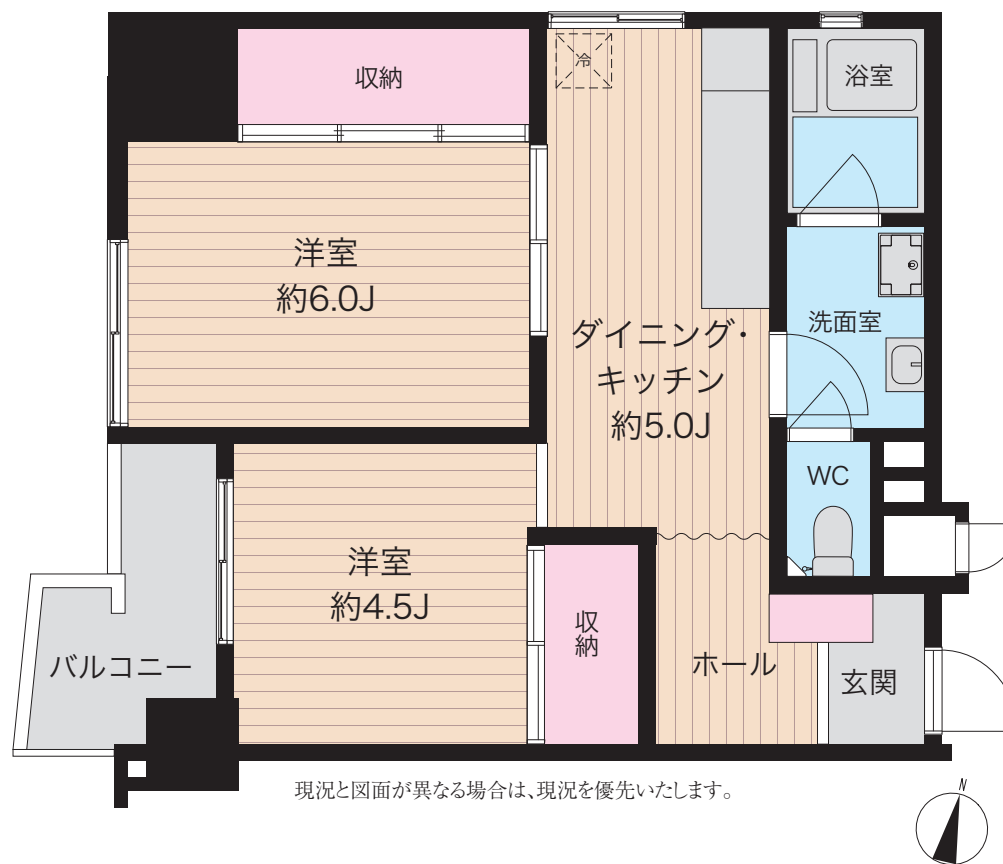 収納
冷
浴室
洋室
約6.0J
ダイニング・
キッチン
約5.0J
洗面室
WC
洋室
約4.5J
収納
バルコニー
ホール
玄関
現況と図面が異なる場合は、現況を優先いたします。
N